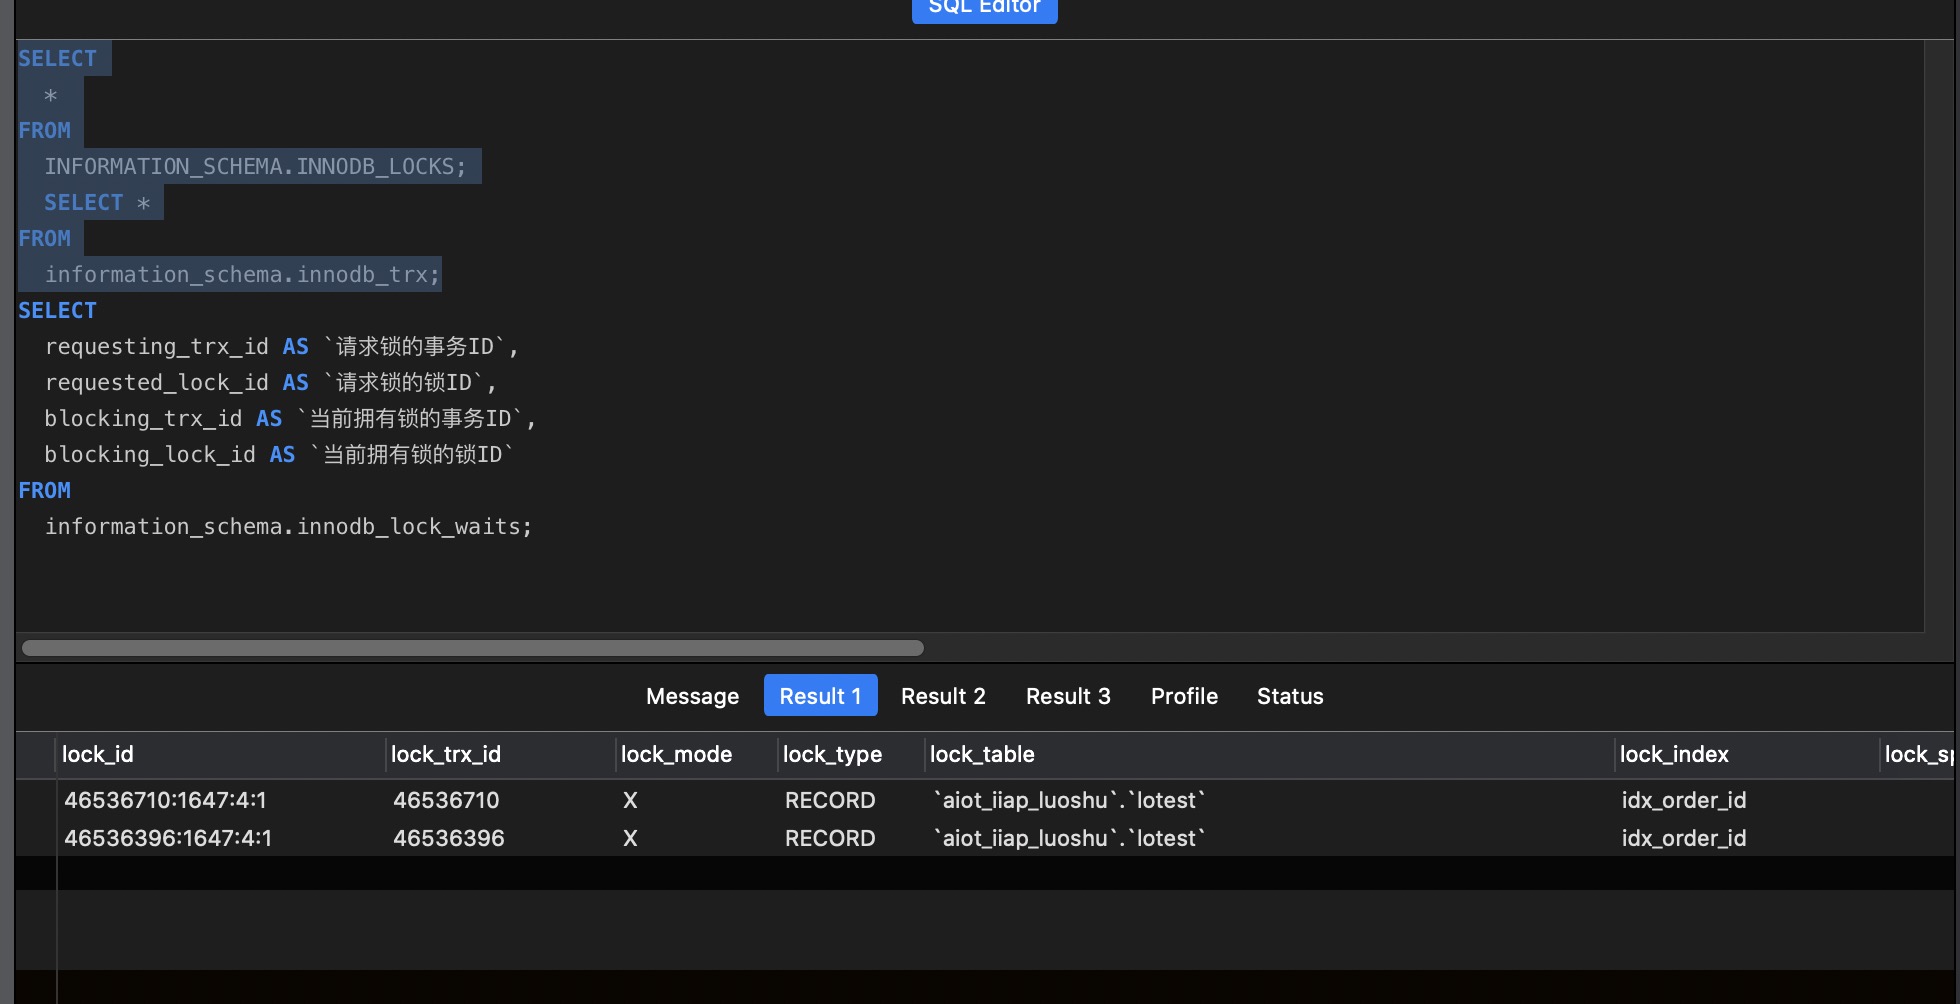 SQL Editor
SELECT
*
FROM
INFORMATION_SCHEMA.INNODB_LOCKS;
SELECT *
FROM
information_schema.innodb_trx;
SELECT
requesting_trx_id AS `请求锁的事务ID`,
requested_lock_id AS `请求锁的锁ID`,
blocking_trx_id AS `当前拥有锁的事务ID`,
blocking_lock_id AS `当前拥有锁的锁ID`
FROM
information_schema.innodb_lock_waits;
Message Result 1 Result 2 Result 3 Profile Status
lock_id lock_trx_id lock_mode lock_type lock_table lock_index
46536710:1647:4:1 46536710 X RECORD `aiot_iiap_luoshu`.`lotest` idx_order_id
46536396:1647:4:1 46536396 X RECORD `aiot_iiap_luoshu`.`lotest` idx_order_id